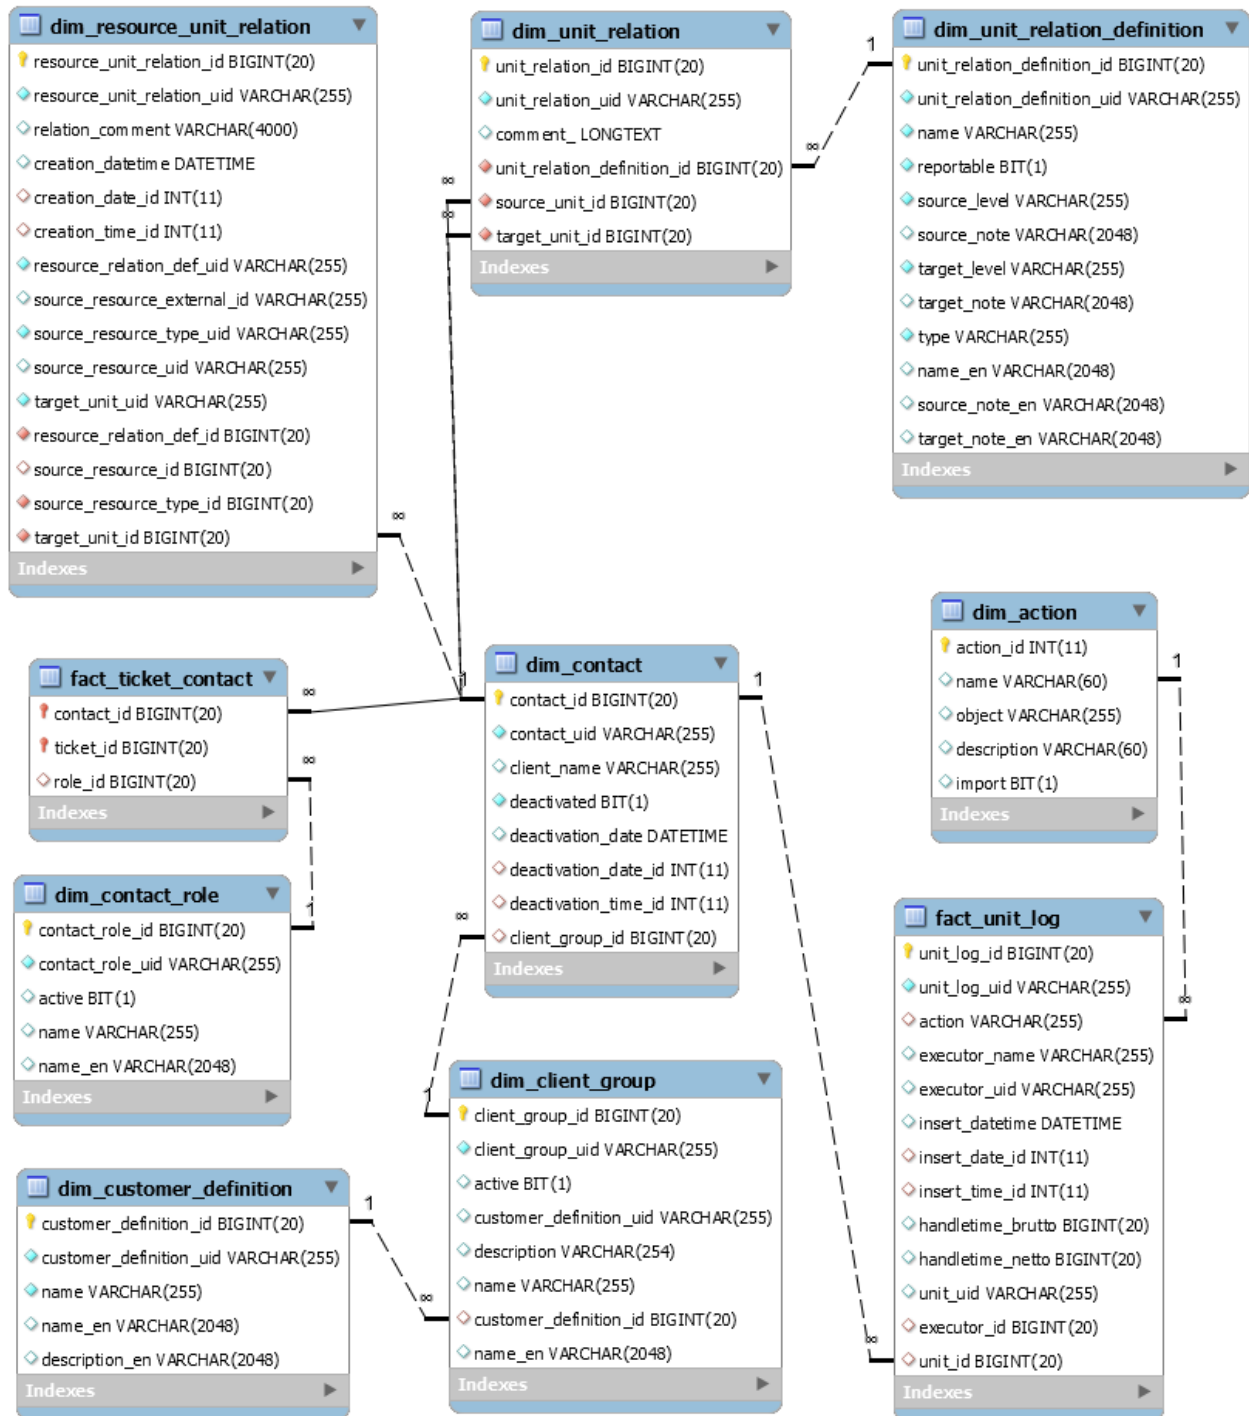 dim_resource_unit_relation
resource_unit_relation_id BIGINT(20)
resource_unit_relation_uid VARCHAR(255)
relation_comment VARCHAR(4000)
creation_datetime DATETIME
creation_date_id INT(11)
creation_time_id INT(11)
resource_relation_def_uid VARCHAR(255)
source_resource_external_id VARCHAR(255)
source_resource_type_uid VARCHAR(255)
source_resource_uid VARCHAR(255)
target_unit_uid VARCHAR(255)
resource_relation_def_id BIGINT(20)
source_resource_id BIGINT(20)
source_resource_type_id BIGINT(20)
target_unit_id BIGINT(20)
Indexes
∞
dim_unit_relation
unit_relation_id BIGINT(20)
unit_relation_uid VARCHAR(255)
comment_ LONGTEXT
unit_relation_definition_id BIGINT(20)
source_unit_id BIGINT(20)
target_unit_id BIGINT(20)
Indexes
∞
∞
∞
1
dim_unit_relation_definition
unit_relation_definition_id BIGINT(20)
unit_relation_definition_uid VARCHAR(255)
name VARCHAR(255)
reportable BIT(1)
source_level VARCHAR(255)
source_note VARCHAR(2048)
target_level VARCHAR(255)
target_note VARCHAR(2048)
type VARCHAR(255)
name_en VARCHAR(2048)
source_note_en VARCHAR(2048)
target_note_en VARCHAR(2048)
Indexes
fact_ticket_contact
contact_id BIGINT(20)
ticket_id BIGINT(20)
role_id BIGINT(20)
Indexes
∞
∞
1
dim_contact
contact_id BIGINT(20)
contact_uid VARCHAR(255)
client_name VARCHAR(255)
deactivated BIT(1)
deactivation_date DATETIME
deactivation_date_id INT(11)
deactivation_time_id INT(11)
client_group_id BIGINT(20)
Indexes
1
∞
dim_action
action_id INT(11)
name VARCHAR(60)
object VARCHAR(255)
description VARCHAR(60)
import BIT(1)
Indexes
1
dim_contact_role
contact_role_id BIGINT(20)
contact_role_uid VARCHAR(255)
active BIT(1)
name VARCHAR(255)
name_en VARCHAR(2048)
Indexes
1
fact_unit_log
unit_log_id BIGINT(20)
unit_log_uid VARCHAR(255)
action VARCHAR(255)
executor_name VARCHAR(255)
executor_uid VARCHAR(255)
insert_datetime DATETIME
insert_date_id INT(11)
insert_time_id INT(11)
handletime_brutto BIGINT(20)
handletime_netto BIGINT(20)
unit_uid VARCHAR(255)
executor_id BIGINT(20)
unit_id BIGINT(20)
Indexes
∞
∞
dim_client_group
client_group_id BIGINT(20)
client_group_uid VARCHAR(255)
active BIT(1)
customer_definition_uid VARCHAR(255)
description VARCHAR(254)
name VARCHAR(255)
customer_definition_id BIGINT(20)
name_en VARCHAR(2048)
Indexes
1
∞
dim_customer_definition
customer_definition_id BIGINT(20)
customer_definition_uid VARCHAR(255)
name VARCHAR(255)
name_en VARCHAR(2048)
description_en VARCHAR(2048)
Indexes
1